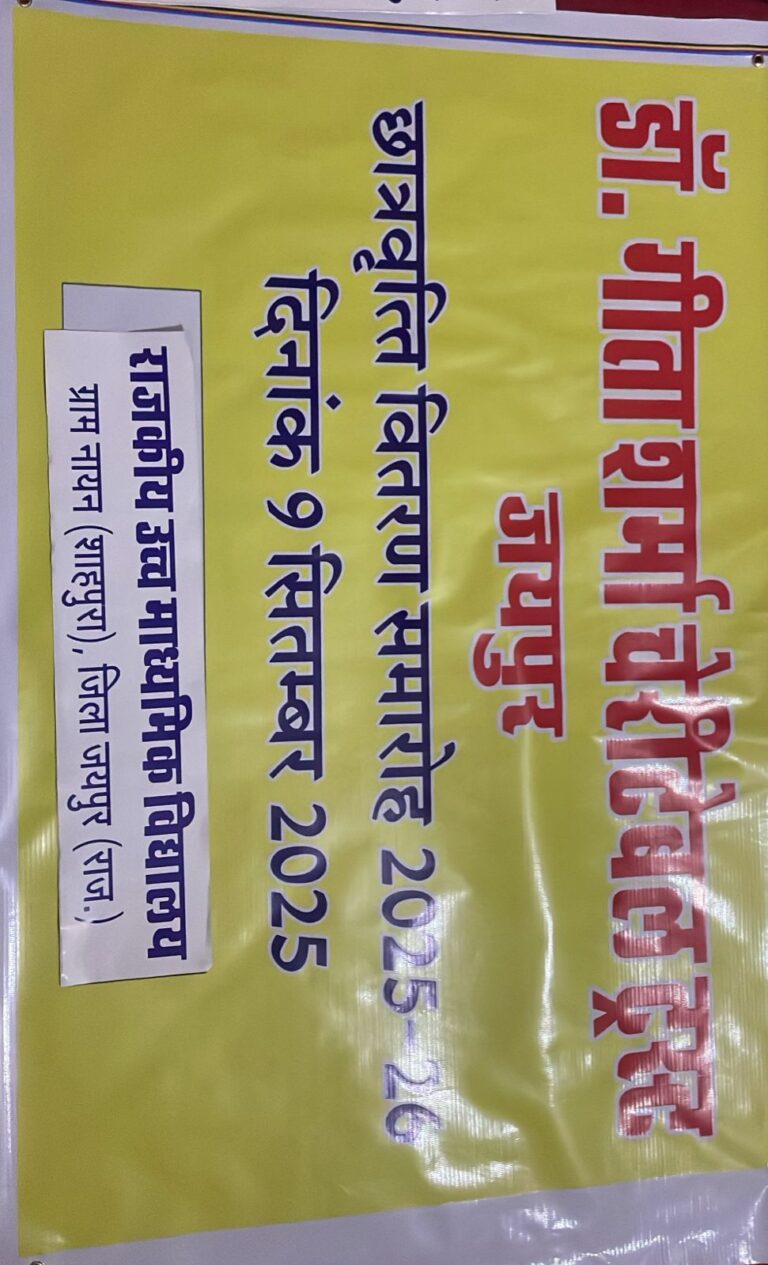 डॉ. गीता शर्मा चेरीटेबल ट्रस्ट
जयपुर
छात्रवृत्ति वितरण समारोह 2025-26
दिनांक 9 सितम्बर 2025
राजकीय उच्च माध्यमिक विद्यालय
ग्राम नायन (शाहपुरा), जिला जयपुर (राज.)